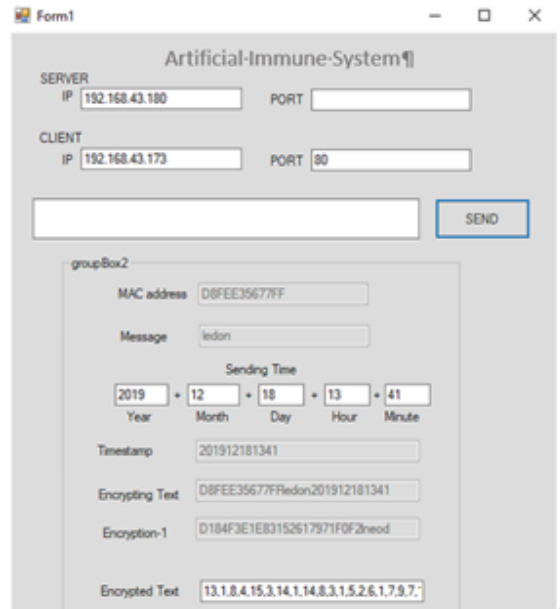 Form1
Artificial-Immune-System¶
SERVER
IP 192.168.43.180 PORT
CLIENT
IP 192.168.43.173 PORT 80
SEND
groupBox2
MAC address D8FEE35677FF
Message ledon
Sending Time
2019 + 12 + 18 + 13 + 41
Year Month Day Hour Minute
Timestamp 201912181341
Encrypting Text D8FEE35677FFledon201912181341
Encryption-1 D184F3E1E83152617971F0F2lneod
Encrypted Text 13,1,8,4,15,3,14,1,14,8,3,1,5,2,6,1,7,9,7,